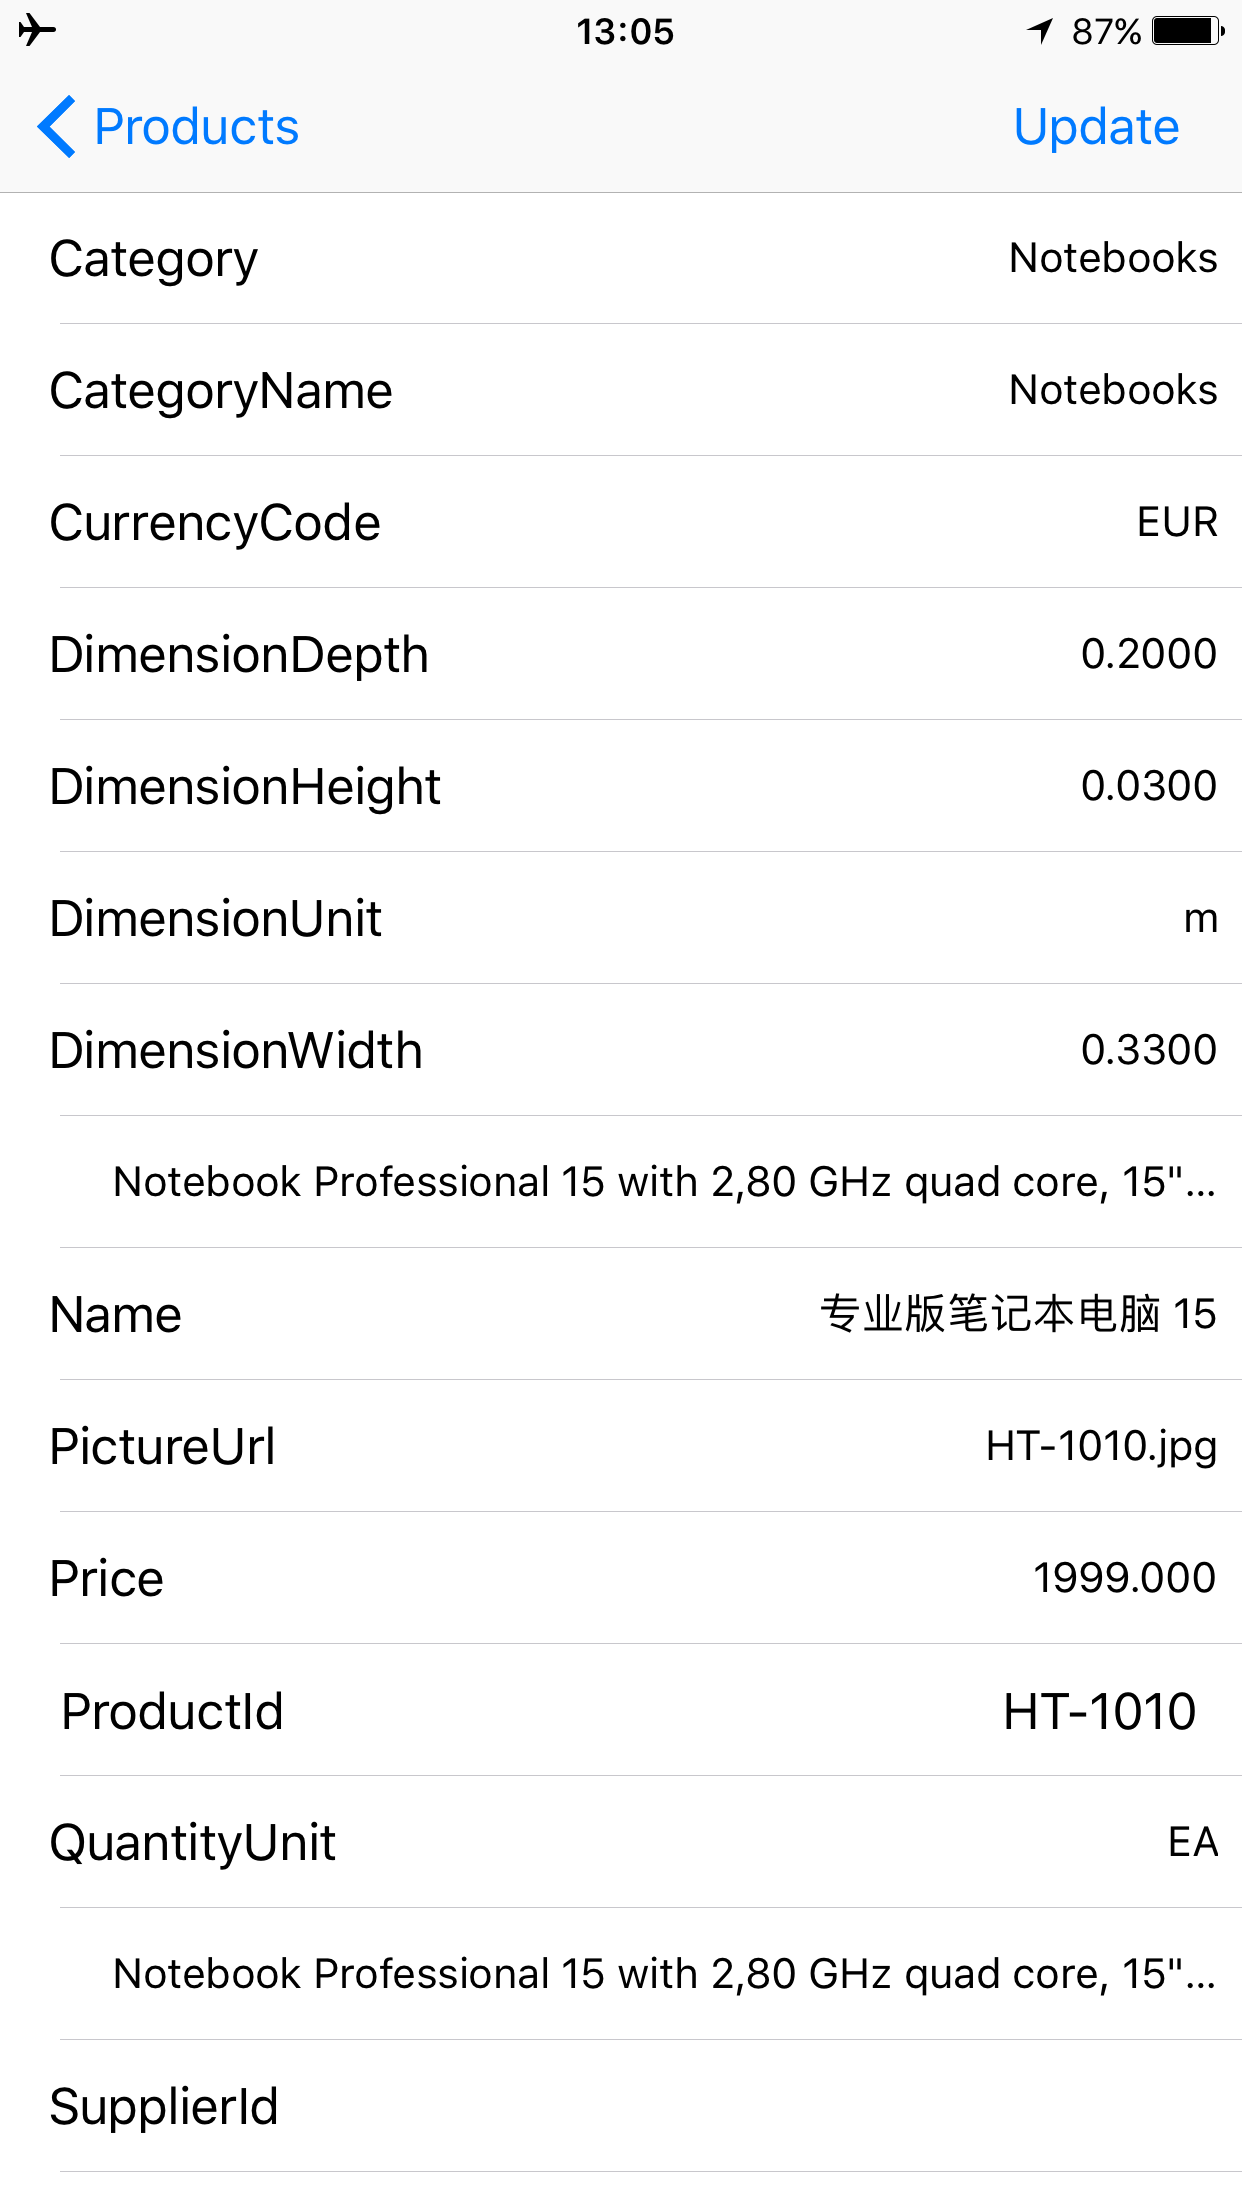 13:05 87%
Products Update
Category Notebooks
CategoryName Notebooks
CurrencyCode EUR
DimensionDepth 0.2000
DimensionHeight 0.0300
DimensionUnit m
DimensionWidth 0.3300
Notebook Professional 15 with 2,80 GHz quad core, 15"...
Name 专业版笔记本电脑 15
PictureUrl HT-1010.jpg
Price 1999.000
ProductId HT-1010
QuantityUnit EA
Notebook Professional 15 with 2,80 GHz quad core, 15"...
SupplierId